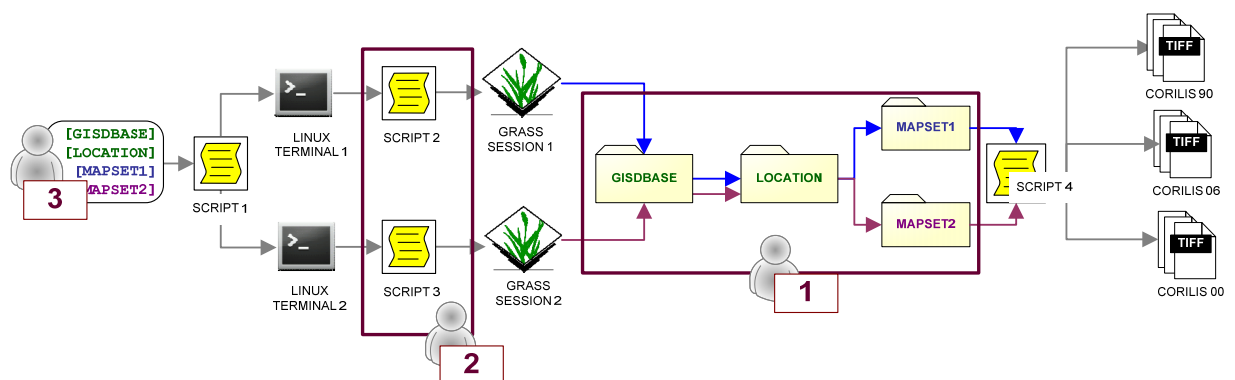 [GISDBASE]
[LOCATION]
[MAPSET1]
MAPSET2]
3
SCRIPT 1
>_
LINUX
TERMINAL 1
>_
LINUX
TERMINAL 2
SCRIPT 2
SCRIPT 3
2
GRASS
SESSION 1
GRASS
SESSION 2
GISDBASE
LOCATION
MAPSET1
MAPSET2
1
SCRIPT 4
TIFF
CORILIS 90
TIFF
CORILIS 06
TIFF
CORILIS 00